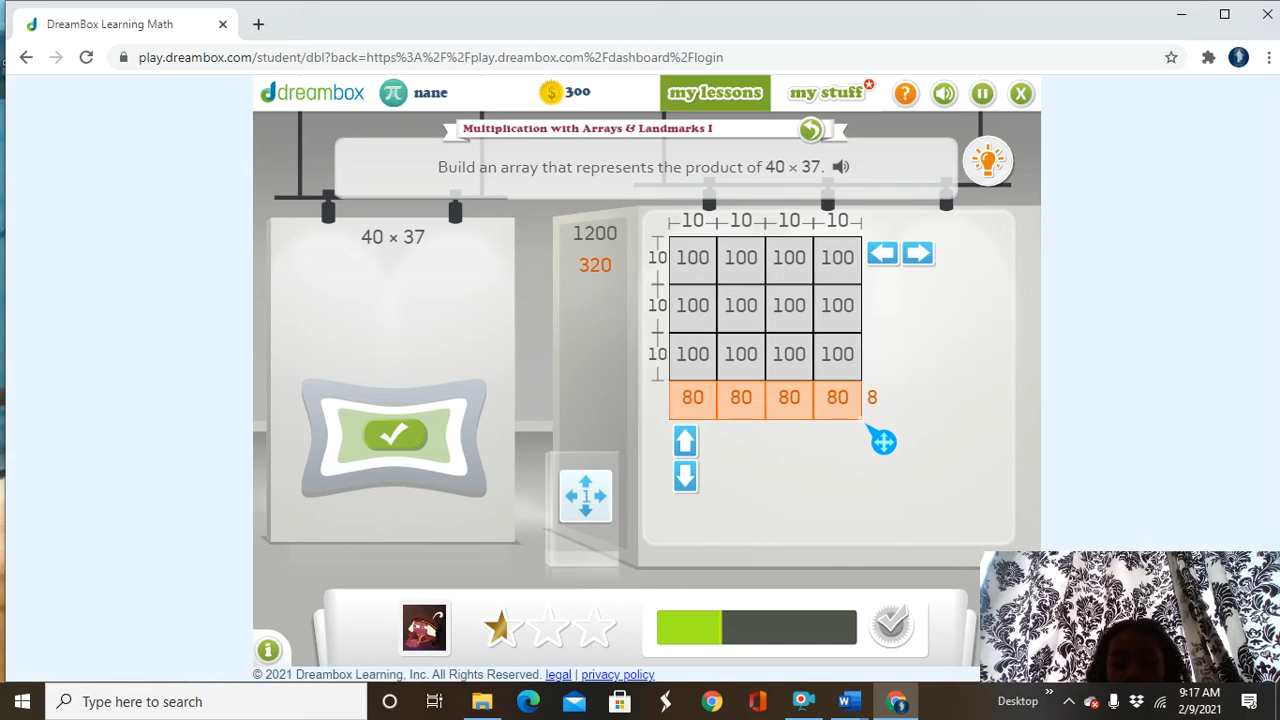 DreamBox Learning Math
play.dreambox.com/student/dbl?back=https%3A%2F%2Fplay.dreambox.com%2Fdashboard%2Flogin
dreambox
nane
300
my lessons
my stuff
?
X
Multiplication with Arrays & Landmarks I
Build an array that represents the product of 40 × 37.
40 × 37
1200
320
10 10 10 10
10 100 100 100 100
10 100 100 100 100
10 100 100 100 100
80 80 80 80 8
1
i
© 2021 DreamBox Learning, Inc. All Rights Reserved. legal | privacy policy
Type here to search
Desktop
9:17 AM
2/9/2021